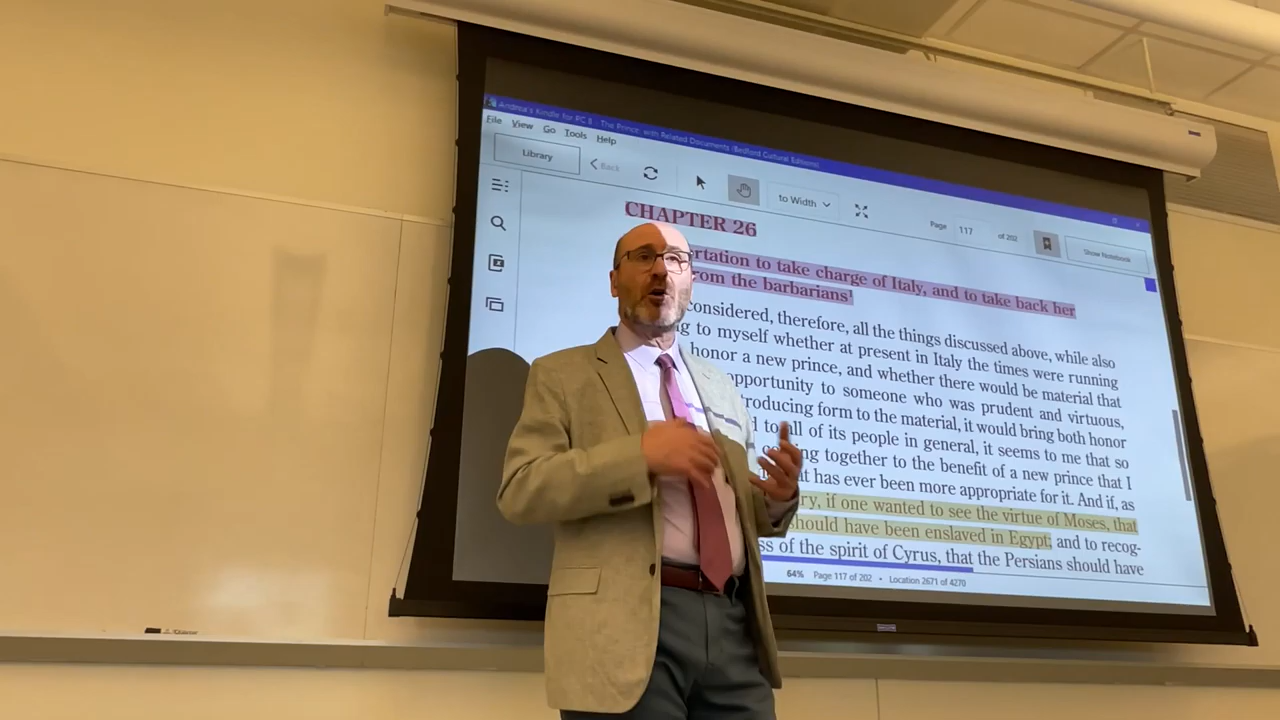 Andrea's Kindle for PC 8 - The Prince: with Related Documents (Bedford Cultural Editions)
File View Go Tools Help
Library
Back
to Width
Page 117 of 202
Show Notebook
CHAPTER 26
rtation to take charge of Italy, and to take back her
rom the barbarians¹
considered, therefore, all the things discussed above, while also
g to myself whether at present in Italy the times were running
honor a new prince, and whether there would be material that
opportunity to someone who was prudent and virtuous,
troducing form to the material, it would bring both honor
d to all of its people in general, it seems to me that so
coming together to the benefit of a new prince that I
at has ever been more appropriate for it. And if, as
ry, if one wanted to see the virtue of Moses, that
should have been enslaved in Egypt; and to recog-
ss of the spirit of Cyrus, that the Persians should have
64% Page 117 of 202 • Location 2671 of 4270